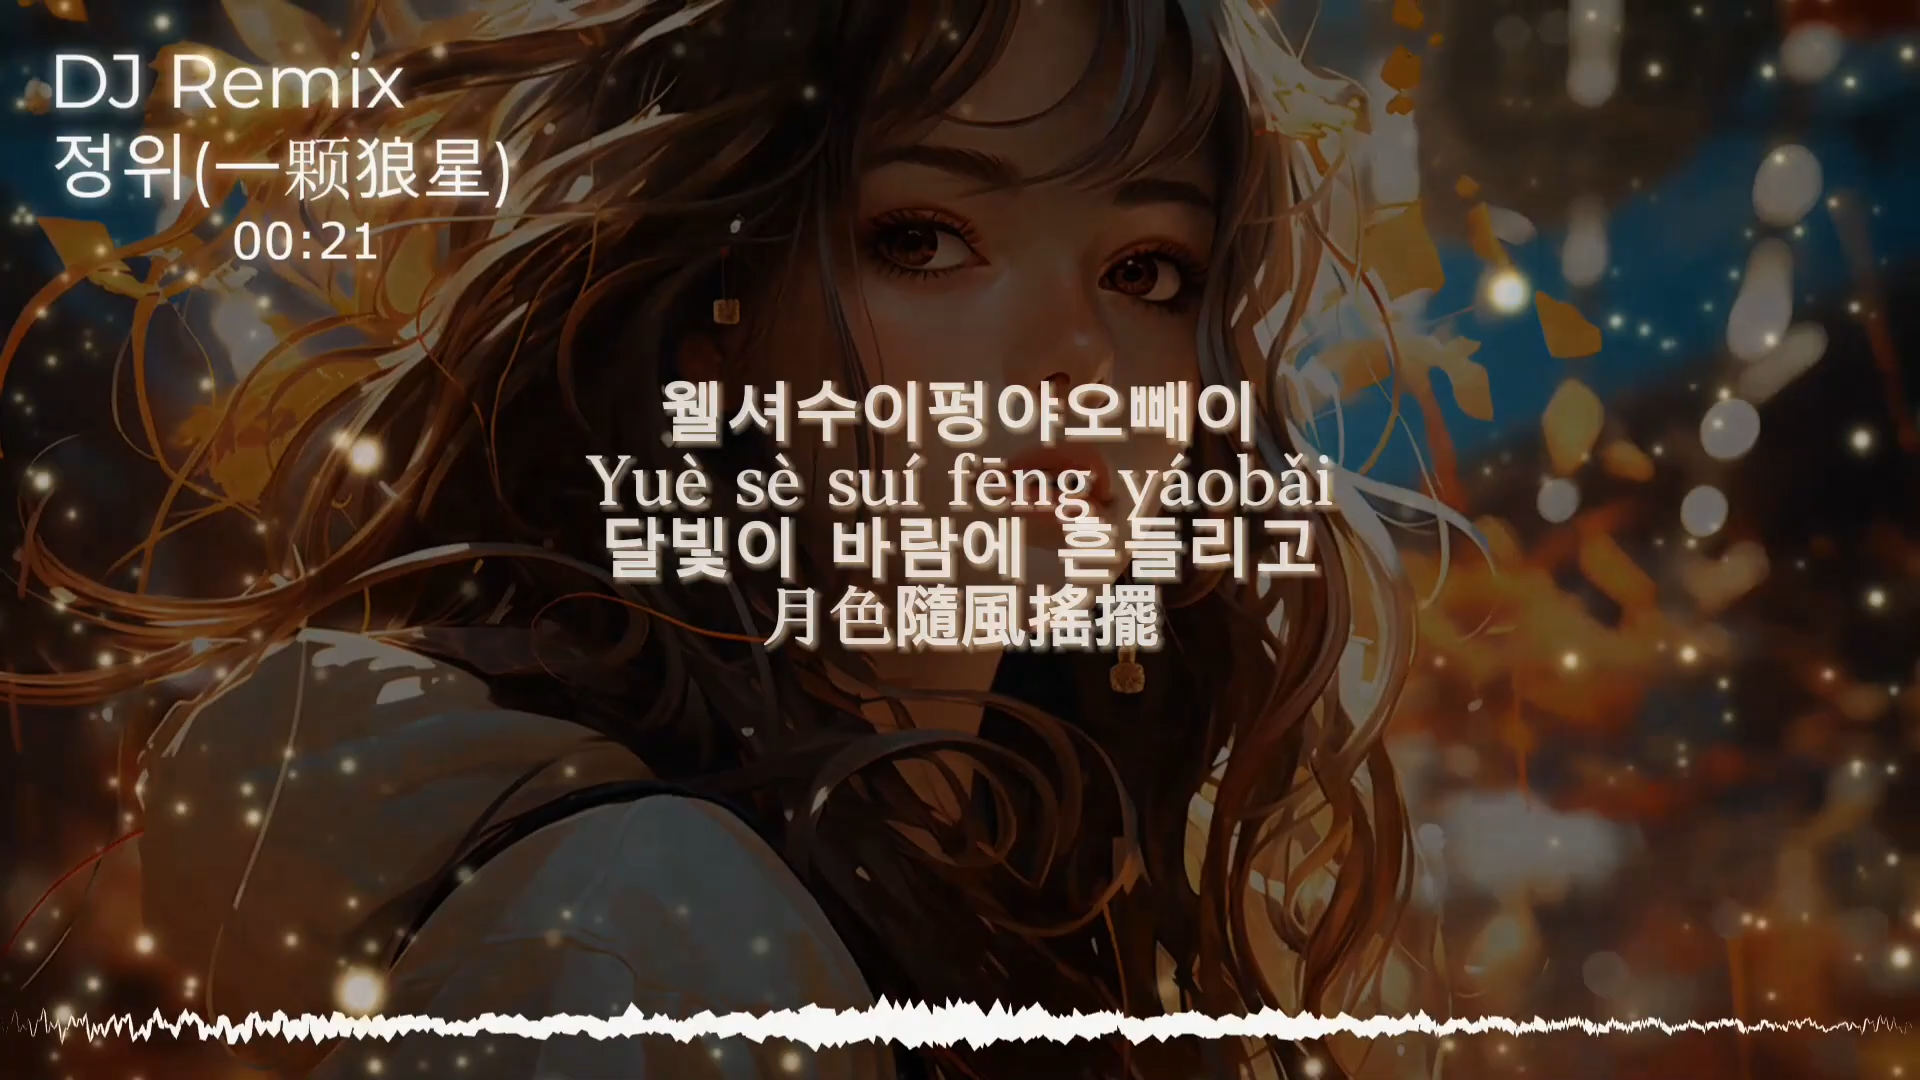 DJ Remix
정위(一颗狼星)
00:21
웰셔수이펑야오빼이
Yuè sè suí fēng yáobǎi
달빛이 바람에 흔들리고
月色隨風搖擺